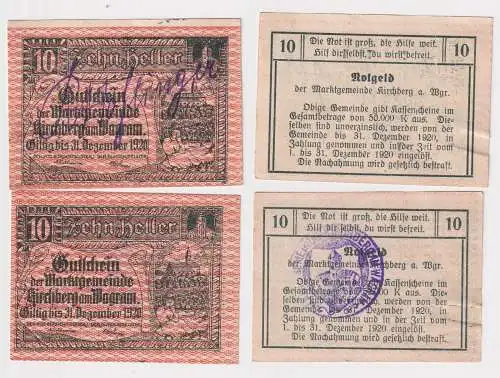 10 Zehn Heller
Gutschein
der Marktgemeinde
Kirchberg am Wagram.
Giltig bis 31. Dezember 1920
10 Die Not ist groß, die Hilfe weit. 10
Hilf dir selbst, du wirst befreit.
Notgeld
der Marktgemeinde Kirchberg a. Wgr.
Obige Gemeinde gibt Kassenscheine im
Gesamtbetrage von 50.000 K aus. Die-
selben sind unverzinslich, werden von der
Gemeinde bis 31. Dezember 1920, in
Zahlung genommen und in der Zeit vom
1. bis 31. Dezember 1920 eingelöst.
Die Nachahmung wird gesetzlich bestraft.
10 Zehn Heller
Gutschein
der Marktgemeinde
Kirchberg am Wagram.
Giltig bis 31. Dezember 1920
10 Die Not ist groß, die Hilfe weit. 10
Hilf dir selbst, du wirst befreit.
Notgeld
der Marktgemeinde Kirchberg a. Wgr.
Obige Gemeinde gibt Kassenscheine im
Gesamtbetrage von 50.000 K aus. Die-
selben sind unverzinslich, werden von der
Gemeinde bis 31. Dezember 1920, in
Zahlung genommen und in der Zeit vom
1. bis 31. Dezember 1920 eingelöst.
Die Nachahmung wird gesetzlich bestraft.